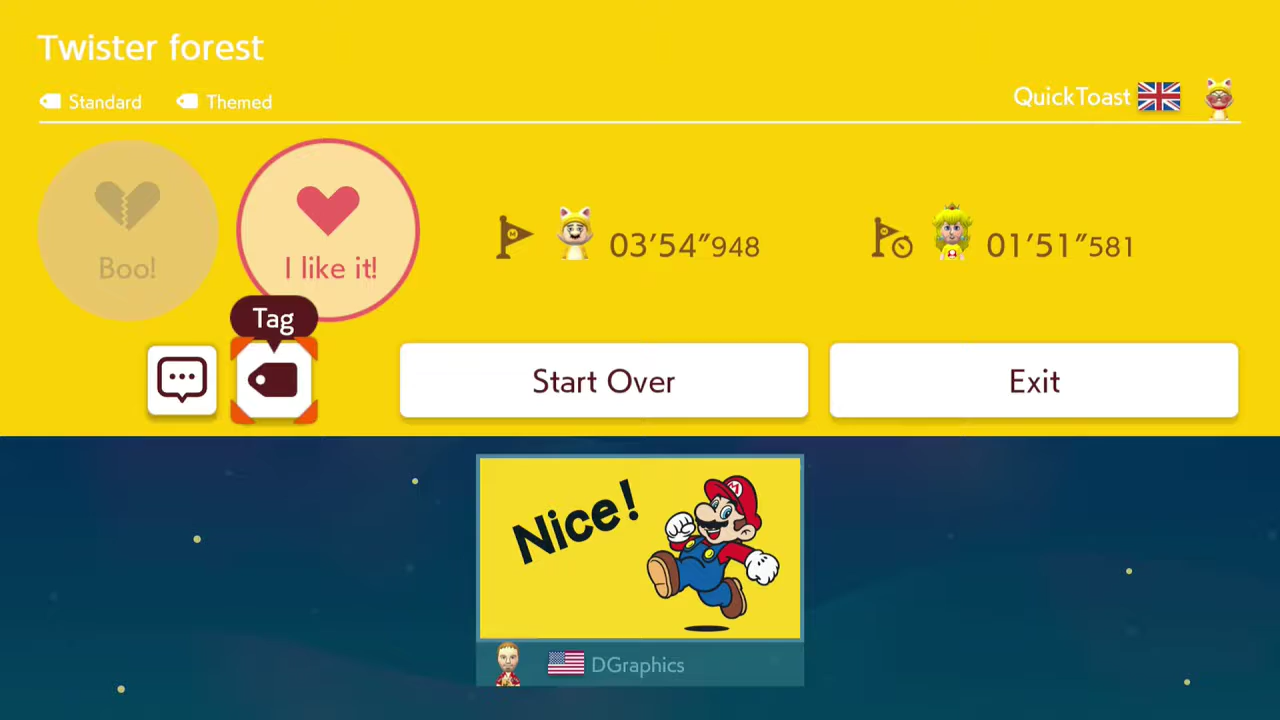 Twister forest
Standard Themed
QuickToast
Boo!
I like it!
03'54"948
01'51"581
Tag
Start Over
Exit
Nice!
M
DGraphics